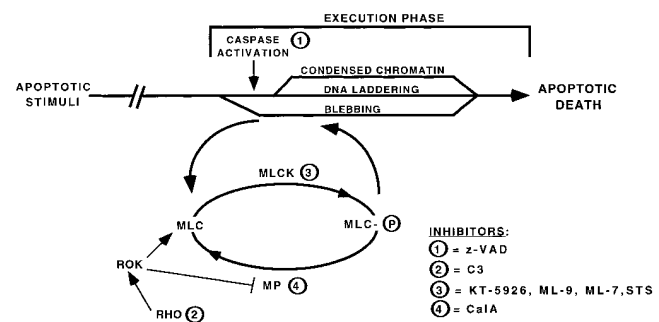 EXECUTION PHASE
CASPASE ACTIVATION 1
CONDENSED CHROMATIN
APOPTOTIC STIMULI
DNA LADDERING
APOPTOTIC DEATH
BLEBBING
MLCK 3
MLC
MLC- P
ROK
MP 4
RHO 2
INHIBITORS:
1 = z-VAD
2 = C3
3 = KT-5926, ML-9, ML-7,STS
4 = CalA